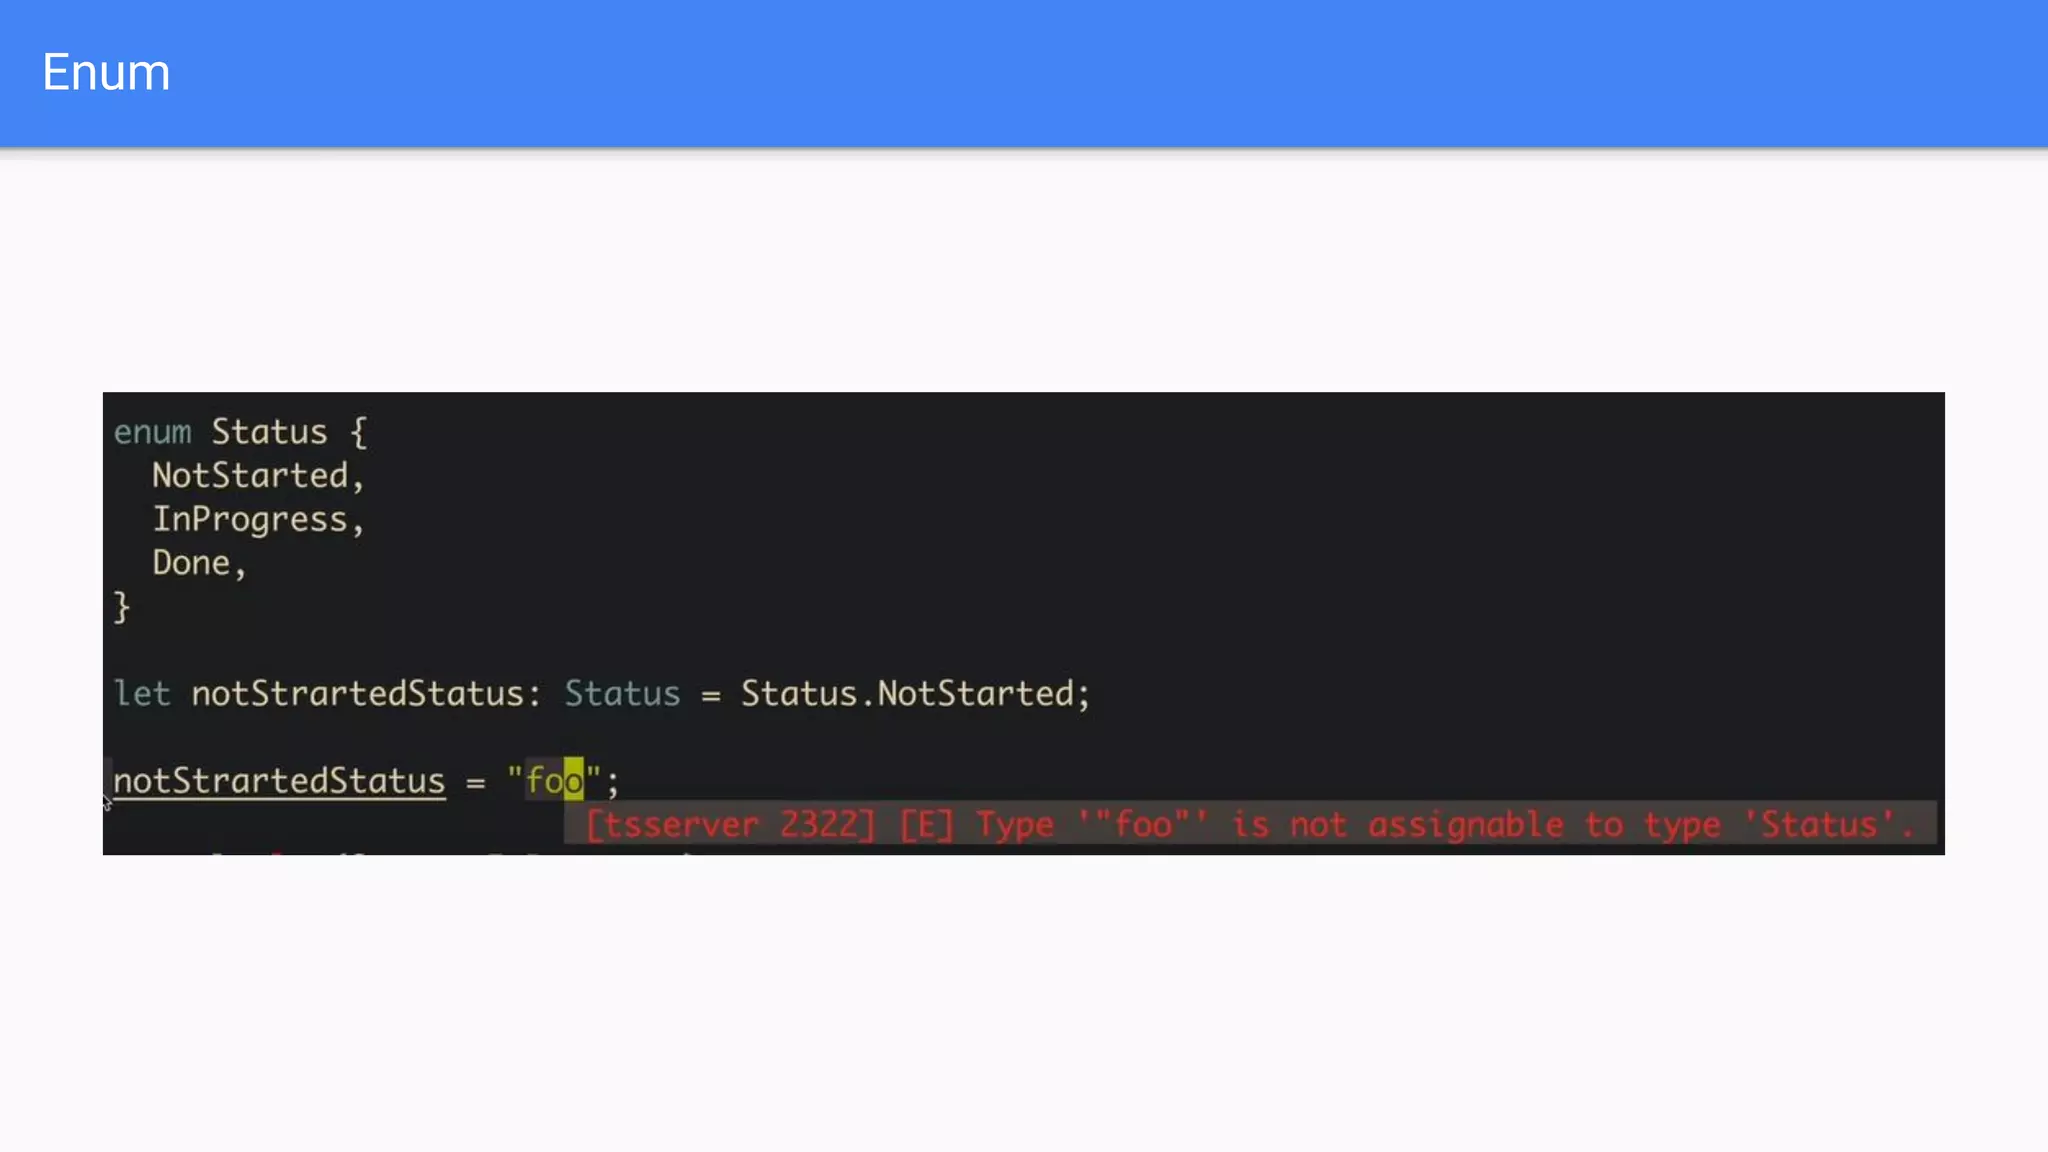 Enum
enum Status {
NotStarted,
InProgress,
Done,
}
let notStrartedStatus: Status = Status.NotStarted;
notStrartedStatus = "foo";
[tsserver 2322] [E] Type '"foo"' is not assignable to type 'Status'.